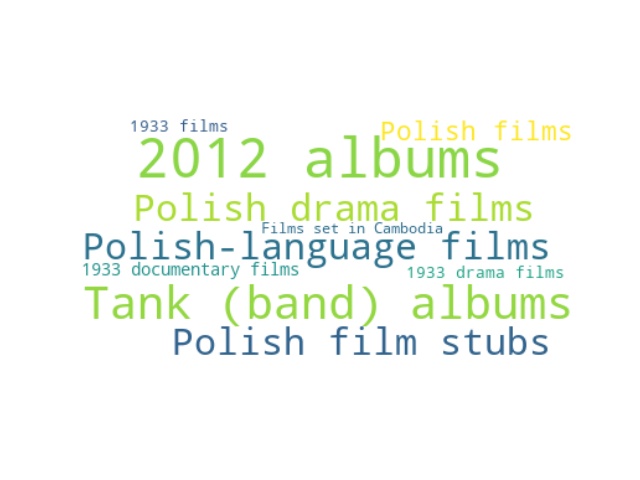 1933 films
Polish films
2012 albums
Polish drama films
Films set in Cambodia
Polish-language films
1933 documentary films
1933 drama films
Tank (band) albums
Polish film stubs